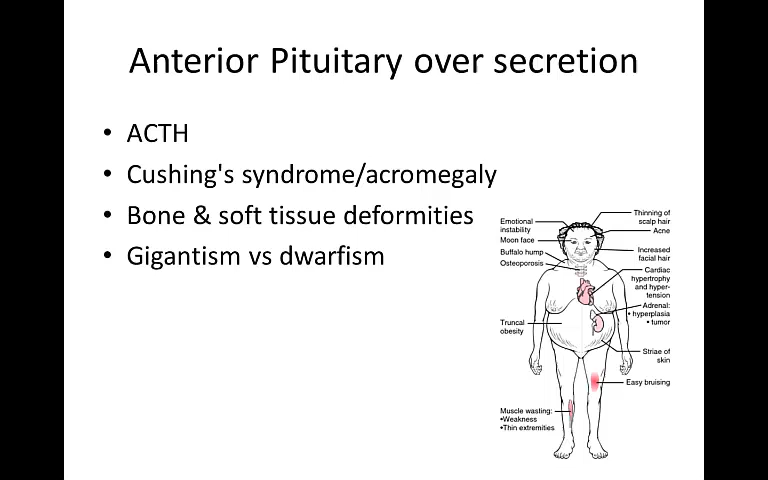 Anterior Pituitary over secretion
• ACTH
• Cushing's syndrome/acromegaly
• Bone & soft tissue deformities
• Gigantism vs dwarfism
Emotional
instability
Moon face
Buffalo hump
Osteoporosis
Truncal
obesity
Muscle wasting:
•Weakness
•Thin extremities
Thinning of
scalp hair
Acne
Increased
facial hair
Cardiac
hypertrophy
and hyper-
tension
Adrenal:
• hyperplasia
• tumor
Striae of
skin
Easy bruising